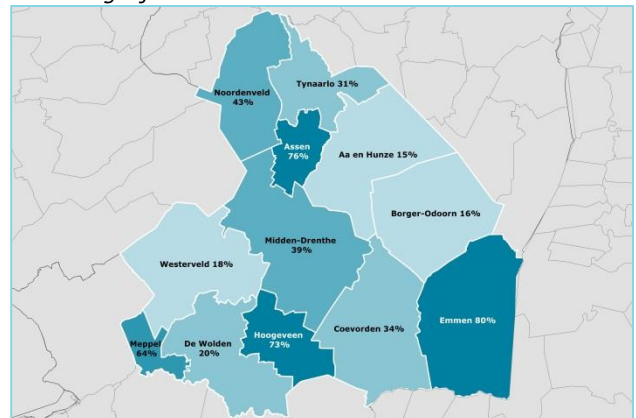 Noordenveld
43%
Tynaarlo 31%
Assen
76%
Aa en Hunze 15%
Borger-Odoorn 16%
Midden-Drenthe
39%
Westerveld 18%
Emmen 80%
Coevorden 34%
Hoogeveen
73%
Meppel
64%
De Wolden
20%